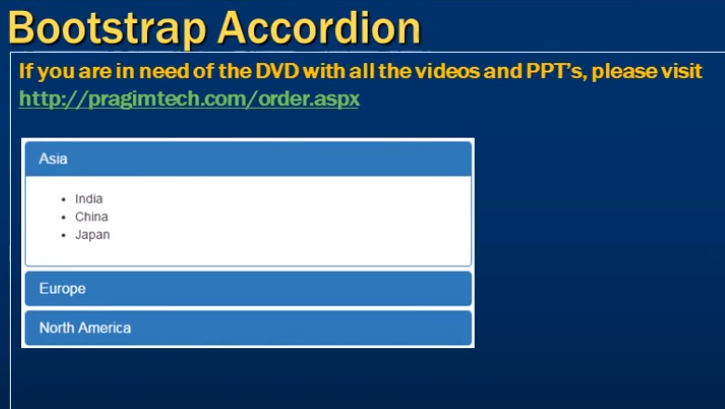 Bootstrap Accordion
If you are in need of the DVD with all the videos and PPT's, please visit
http://pragimtech.com/order.aspx
Asia
• India
• China
• Japan
Europe
North America